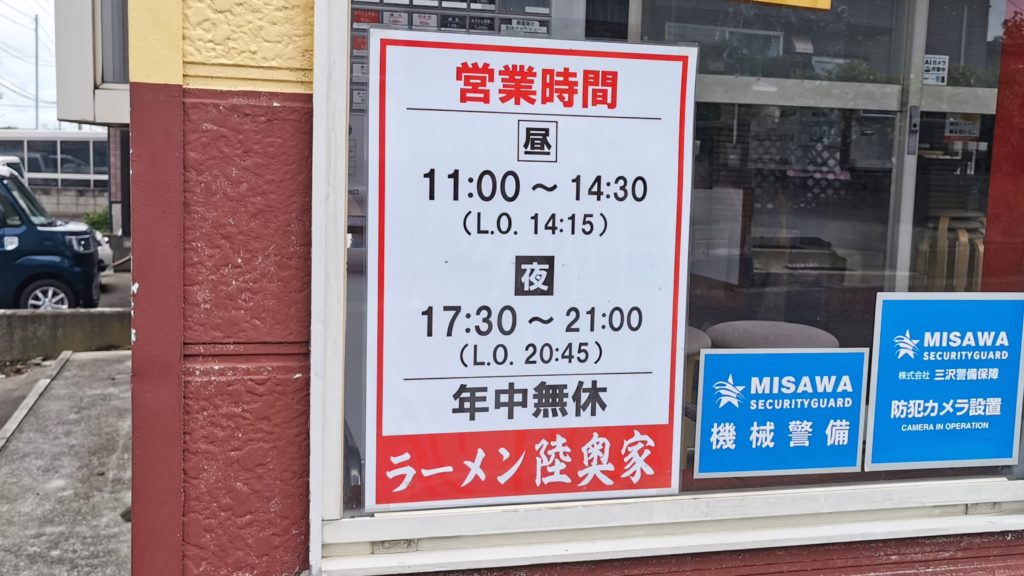 営業時間
昼
11:00～14:30
(L.O. 14:15)
夜
17:30～21:00
(L.O. 20:45)
年中無休
ラーメン 陸奥家
MISAWA
SECURITYGUARD
機械警備
MISAWA
SECURITYGUARD
株式会社 三沢警備保障
防犯カメラ設置
CAMERA IN OPERATION